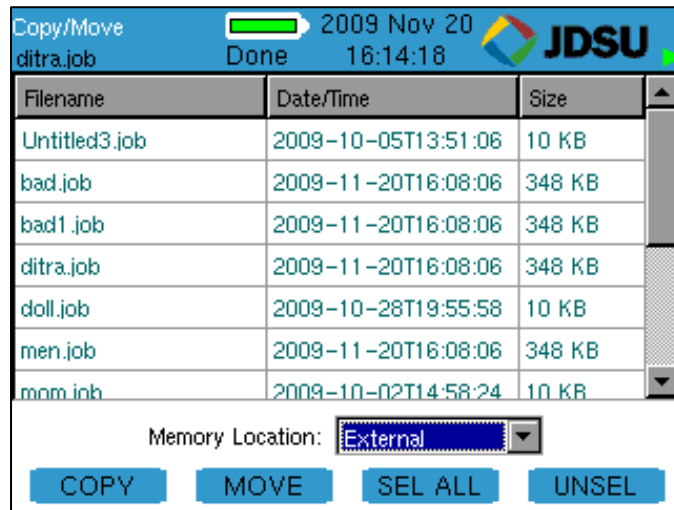 Copy/Move 2009 Nov 20 JDSU
ditra.job Done 16:14:18
Filename Date/Time Size
Untitled3.job 2009-10-05T13:51:06 10 KB
bad.job 2009-11-20T16:08:06 348 KB
bad1.job 2009-11-20T16:08:06 348 KB
ditra.job 2009-11-20T16:08:06 348 KB
doll.job 2009-10-28T19:55:58 10 KB
men.job 2009-11-20T16:08:06 348 KB
mom.job 2009-10-02T14:58:24 10 KB
Memory Location: External
COPY MOVE SEL ALL UNSEL